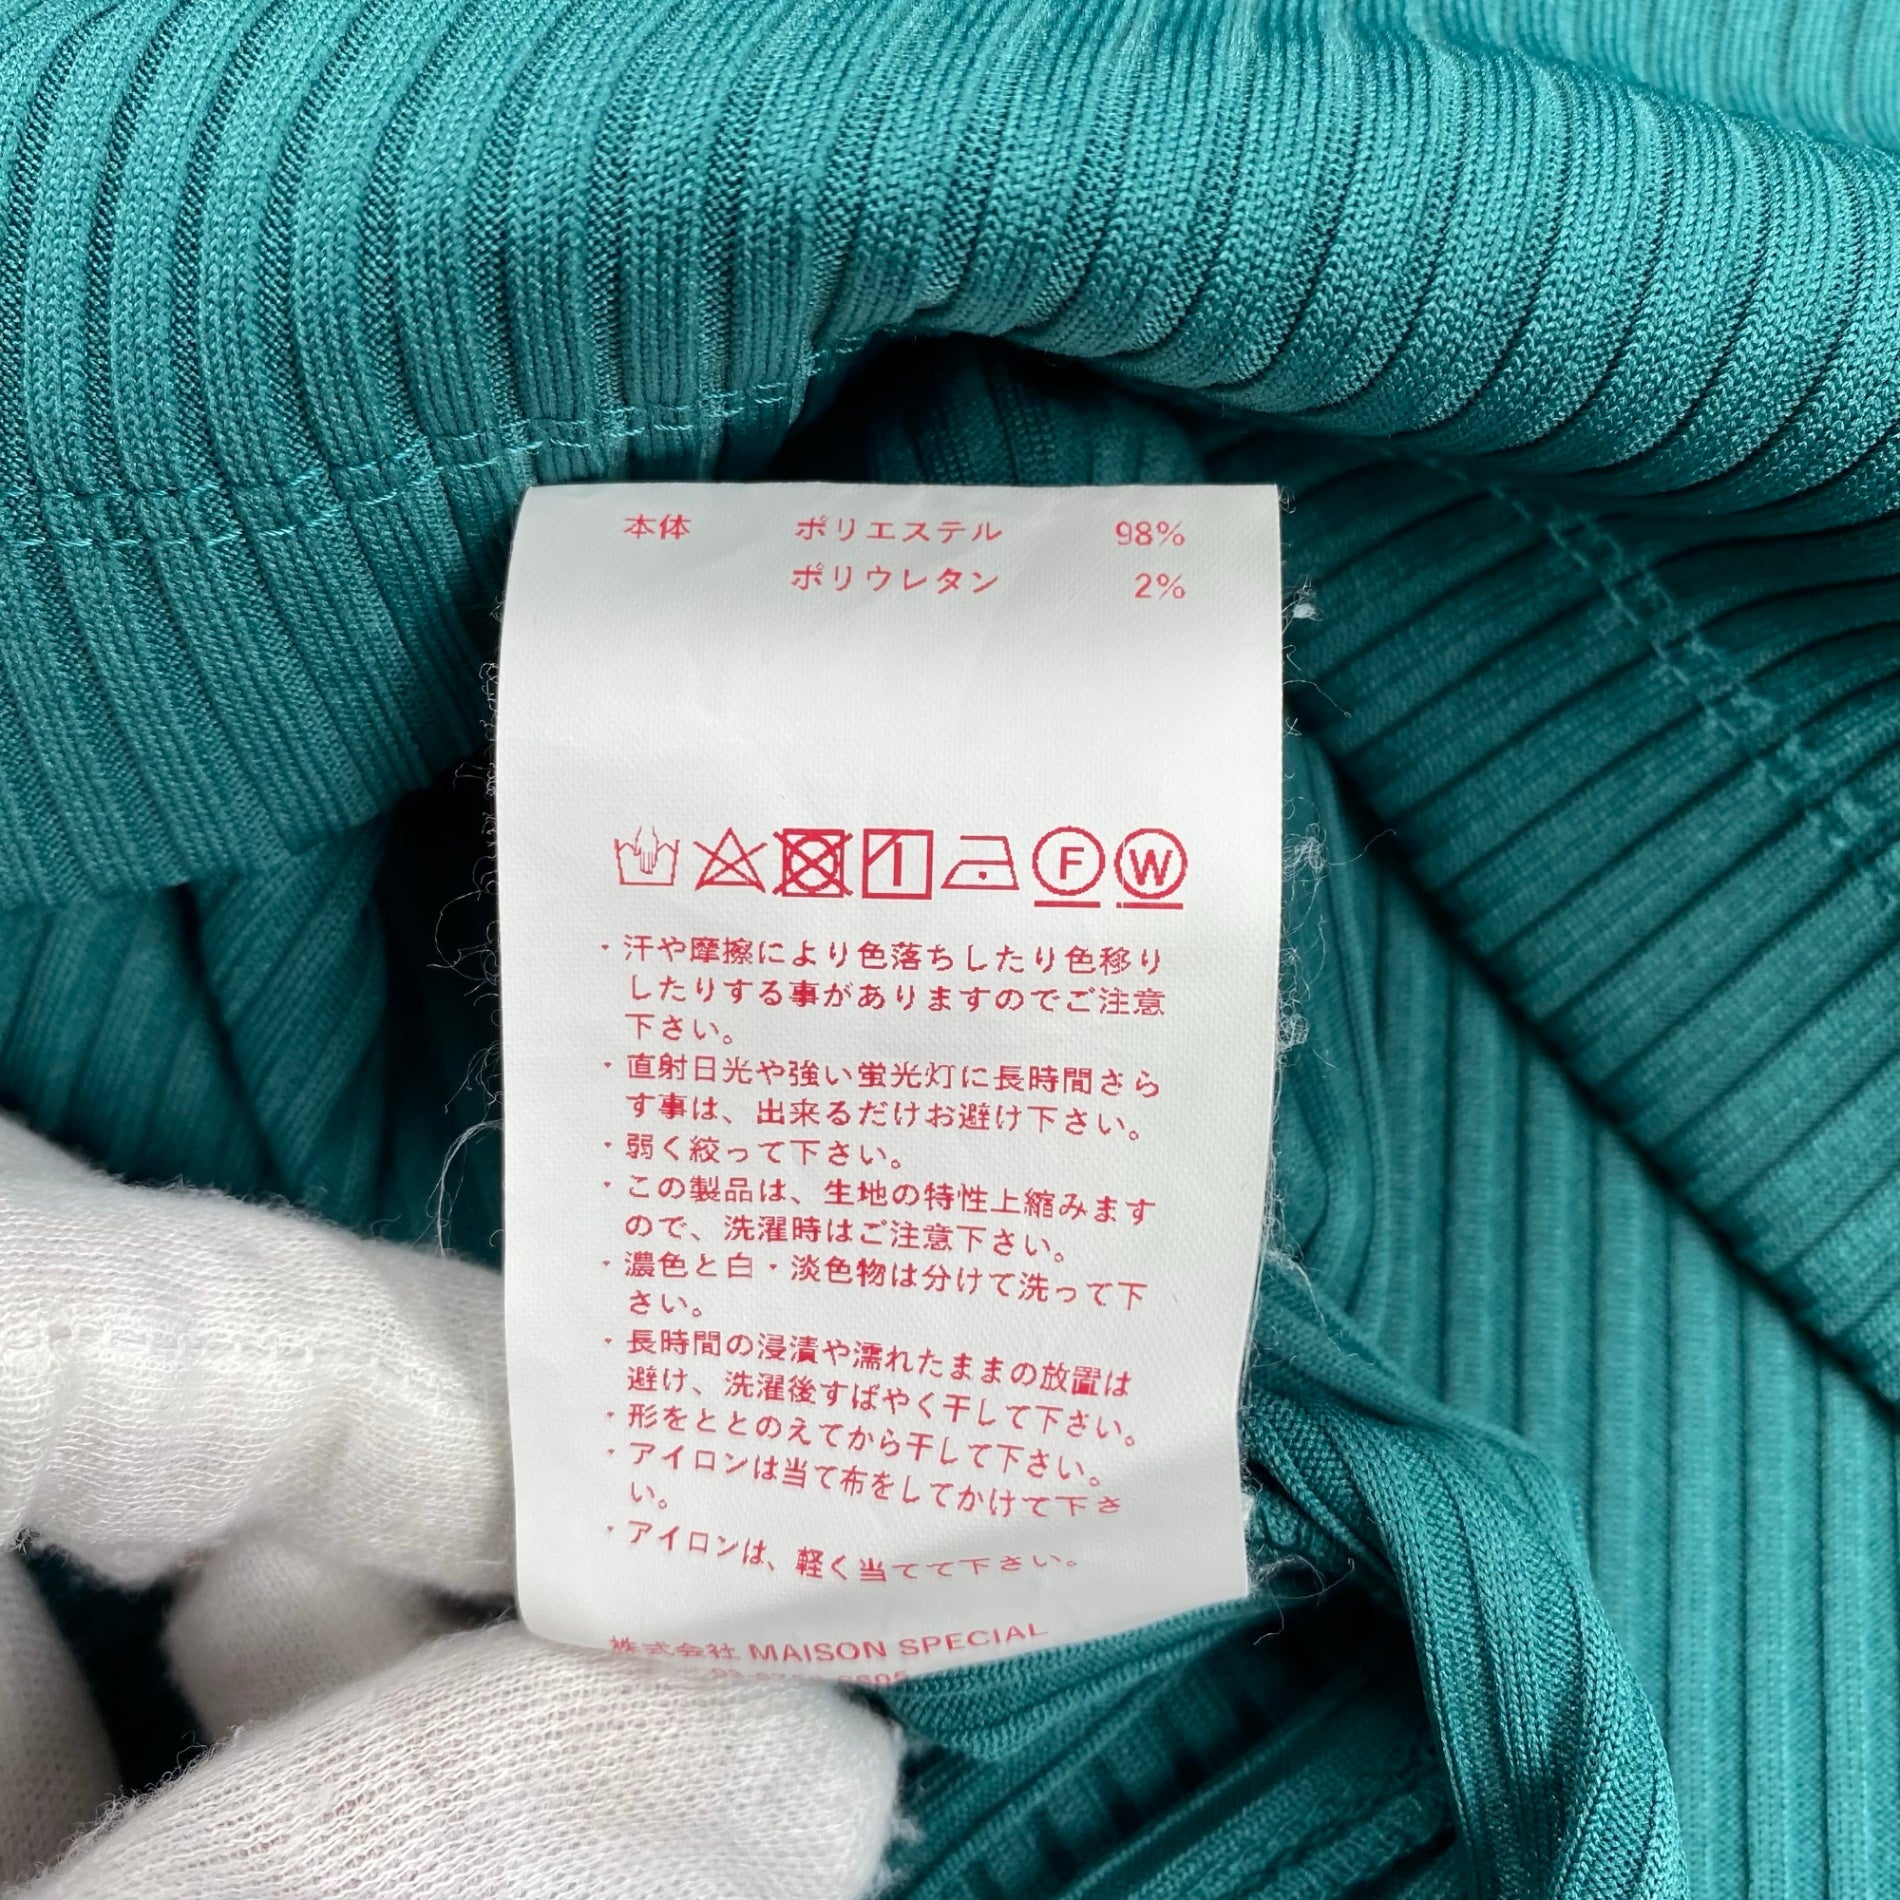 本体 ポリエステル 98%
ポリウレタン 2%
F W
・汗や摩擦により色落ちしたり色移り
したりする事がありますのでご注意
下さい。
・直射日光や強い蛍光灯に長時間さら
す事は、出来るだけお避け下さい。
・弱く絞って下さい。
・この製品は、生地の特性上縮みます
ので、洗濯時はご注意下さい。
・濃色と白・淡色物は分けて洗って下
さい。
・長時間の浸漬や濡れたままの放置は
避け、洗濯後すばやく干して下さい。
・形をととのえてから干して下さい。
・アイロンは当て布をしてかけて下さ
い。
・アイロンは、軽く当てて下さい。
株式会社 MAISON SPECIAL